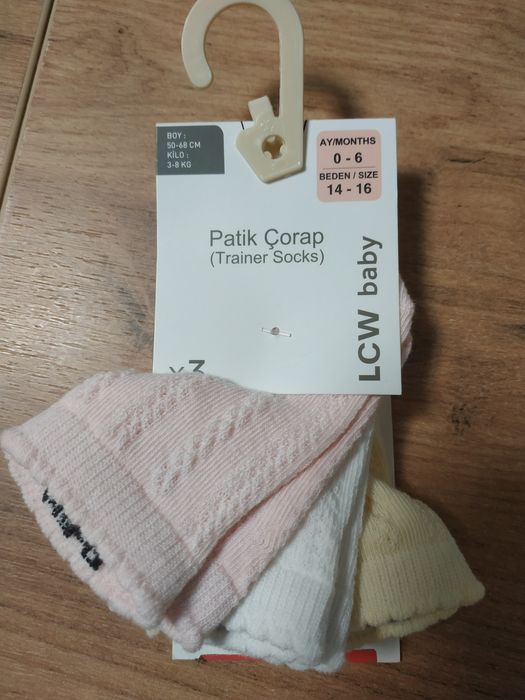 BOY :
50-68 CM
KİLO :
3-8 KG
AY/MONTHS
0 - 6
BEDEN / SIZE
14 - 16
Patik Çorap
(Trainer Socks)
LCW baby
x3